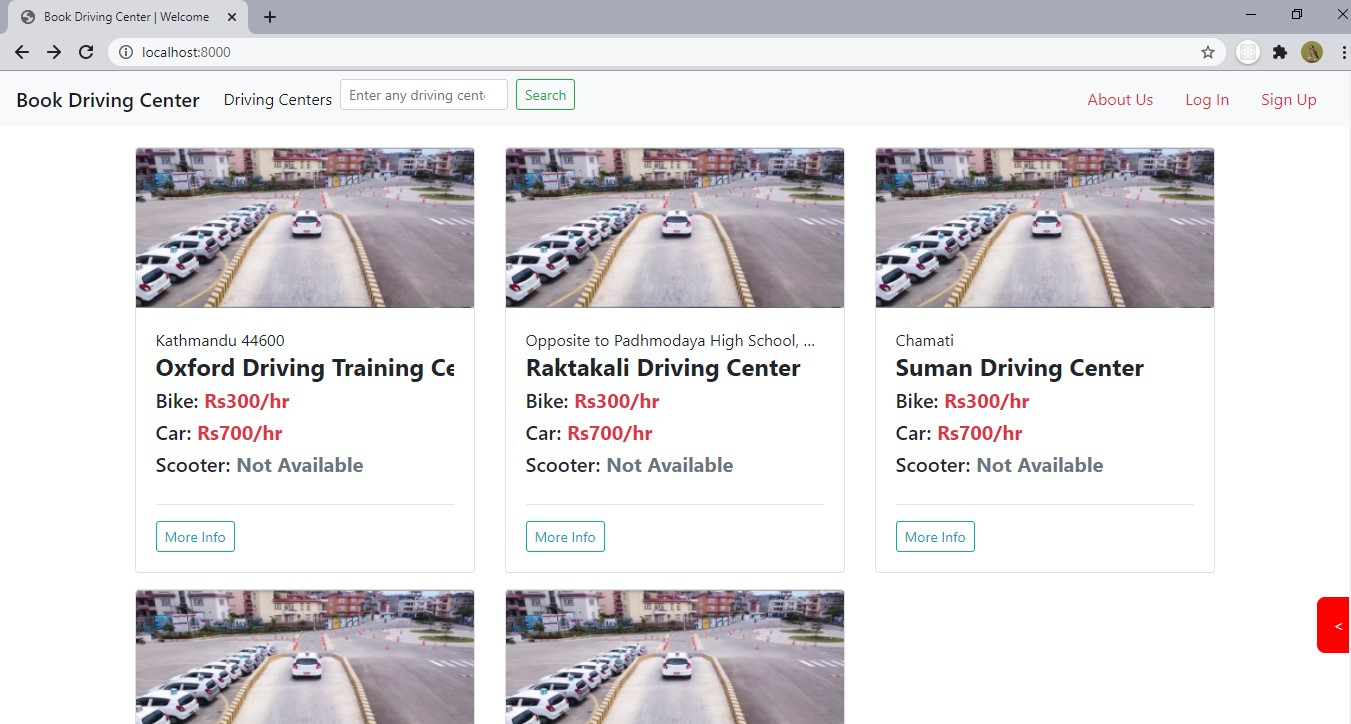 Book Driving Center | Welcome
localhost:8000
Book Driving Center
Driving Centers
Enter any driving cent
Search
About Us
Log In
Sign Up
Kathmandu 44600
Oxford Driving Training Ce
Bike: Rs300/hr
Car: Rs700/hr
Scooter: Not Available
More Info
Opposite to Padhmodaya High School, ...
Raktakali Driving Center
Bike: Rs300/hr
Car: Rs700/hr
Scooter: Not Available
More Info
Chamati
Suman Driving Center
Bike: Rs300/hr
Car: Rs700/hr
Scooter: Not Available
More Info
<